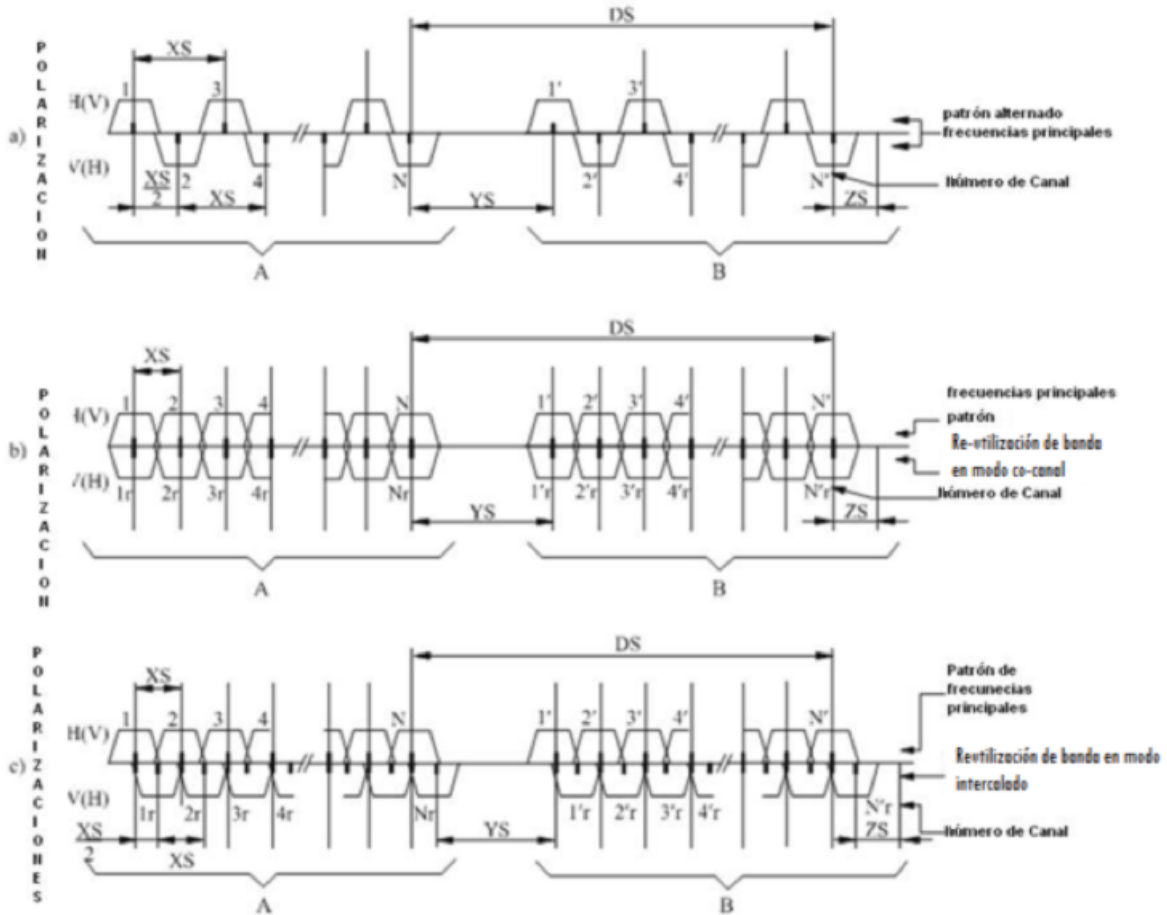 DS
POLARIZACION
XS
1 3 1' 3'
H(V)
patrón alternado
frecuencias principales
a)
V(H)
XS
2
2 4 N 2' 4' N'
Número de Canal
XS YS ZS
A B
DS
POLARIZACION
XS
frecuencias principales
1 2 3 4 N 1' 2' 3' 4' N'
(V)
patrón
b)
Re-utilización de banda
en modo co-canal
(H)
1r 2r 3r 4r Nr 1'r 2'r 3'r 4'r N'r
Número de Canal
YS ZS
A B
DS
POLARIZACIONES
XS
Patrón de
frecunecias
principales
1 2 3 4 N 1' 2' 3' 4' N'
H(V)
c)
Reutilización de banda en modo
intercalado
V(H)
1r 2r 3r 4r Nr 1'r 2'r 3'r 4'r N'r
XS
2
XS YS ZS
Número de Canal
A B